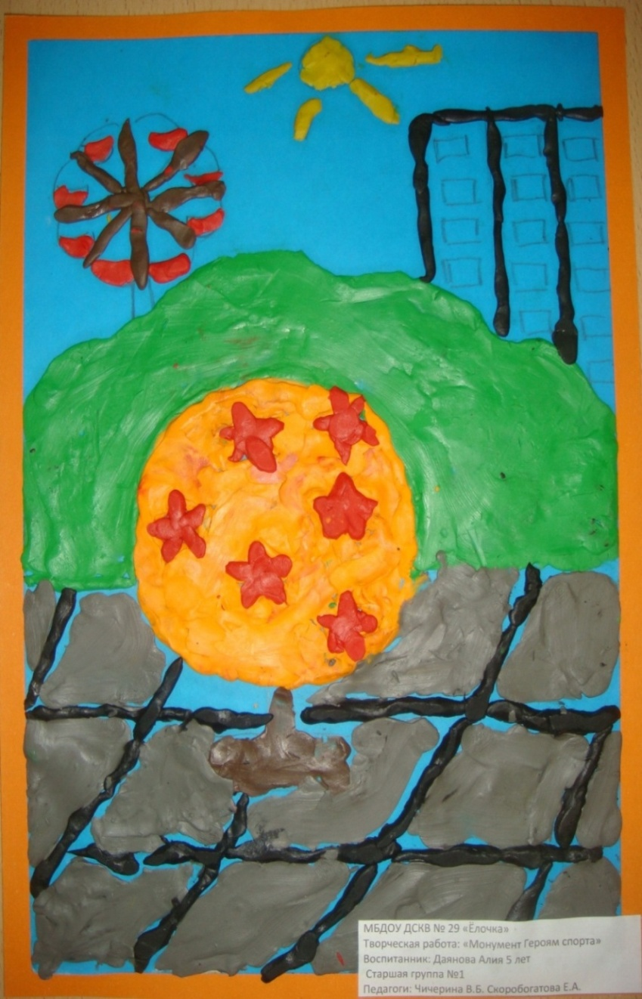 МБДОУ ДСКВ № 29 «Ёлочка»
Творческая работа: «Монумент Героям спорта»
Воспитанник: Даянова Алия 5 лет
Старшая группа №1
Педагоги: Чичерина В.Б. Скоробогатова Е.А.